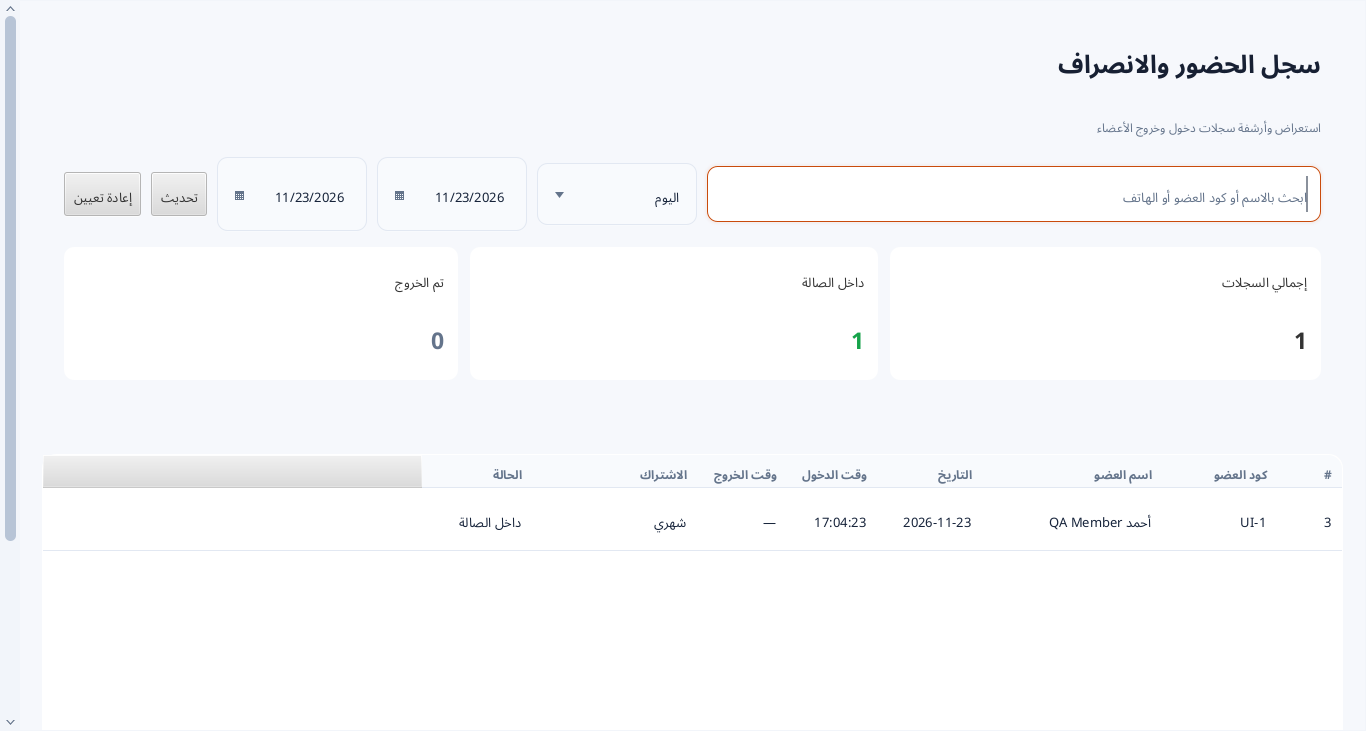 سجل الحضور والانصراف
استعراض وأرشفة سجلات دخول وخروج الأعضاء
ابحث بالاسم أو كود العضو أو الهاتف
اليوم
11/23/2026
11/23/2026
تحديث
إعادة تعيين
إجمالي السجلات
1
داخل الصالة
1
تم الخروج
0
# كود العضو اسم العضو التاريخ وقت الدخول وقت الخروج الاشتراك الحالة
3 UI-1 أحمد QA Member 2026-11-23 17:04:23 — شهري داخل الصالة